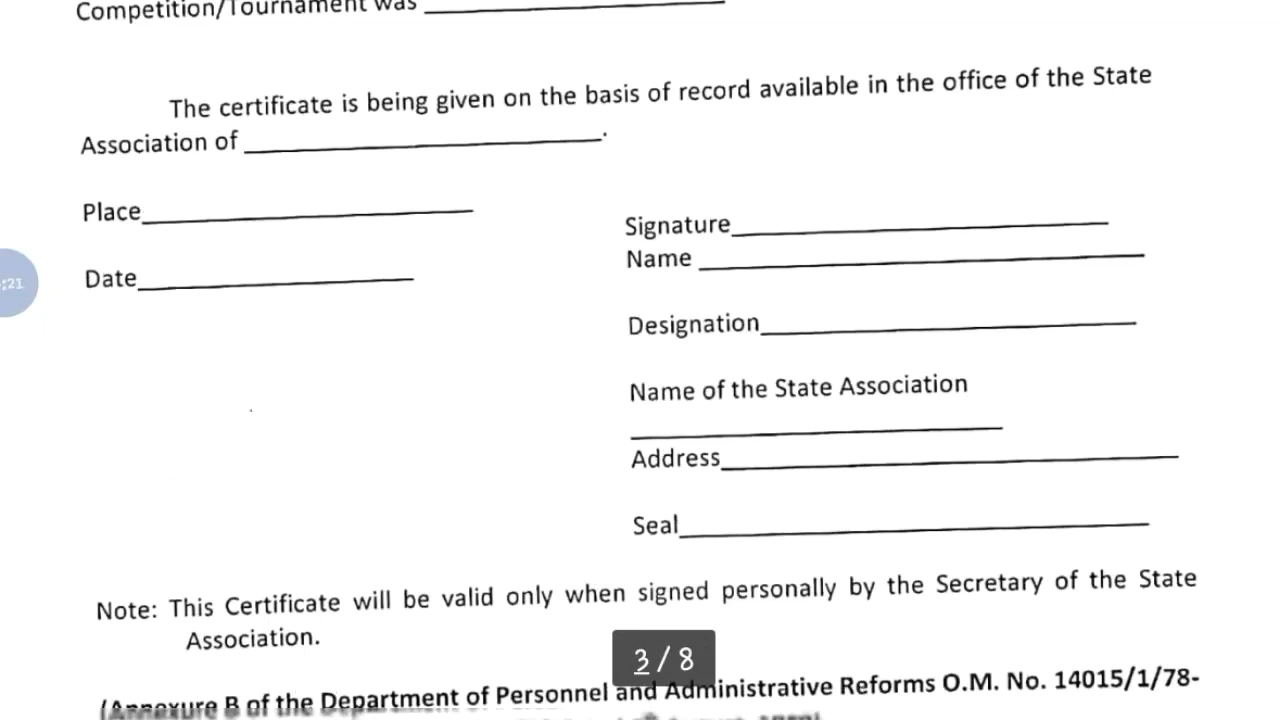 Competition/Tournament was
The certificate is being given on the basis of record available in the office of the State
Association of .
Place
Signature
Name
:21
Date
Designation
Name of the State Association
Address
Seal
Note: This Certificate will be valid only when signed personally by the Secretary of the State
Association.
3 / 8
(Annexure B of the Department of Personnel and Administrative Reforms O.M. No. 14015/1/78-